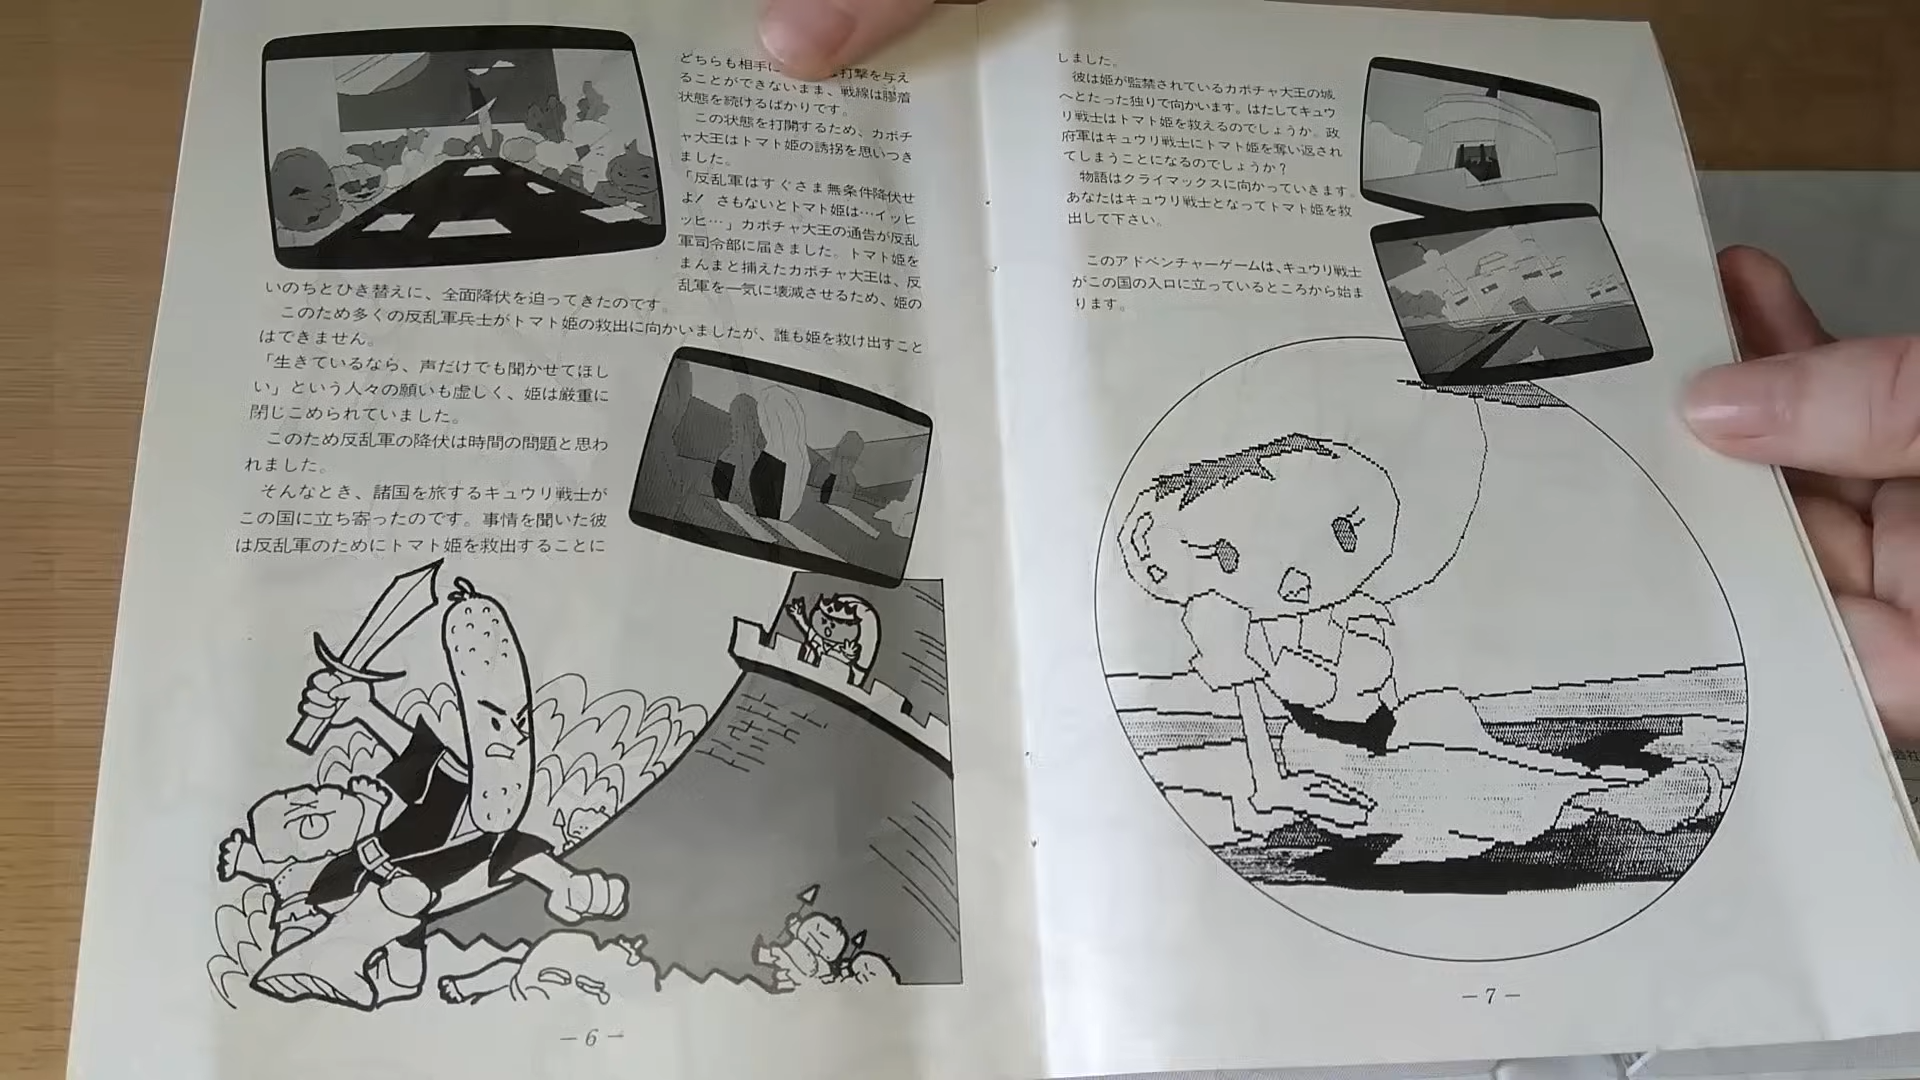 どちらも相手に
打撃を与え
ることができないまま、戦線は膠着
状態を続けるばかりです。
この状態を打開するため、カボチ
ャ大王はトマト姫の誘拐を思いつき
ました。
「反乱軍はすぐさま無条件降伏せ
よ！ さもないとトマト姫は…イッヒ
ッヒ…」カボチャ大王の通告が反乱
軍司令部に届きました。トマト姫を
まんまと捕えたカボチャ大王は、反
乱軍を一気に壊滅させるため、姫の
いのちとひき替えに、全面降伏を迫ってきたのです。
このため多くの反乱軍兵士がトマト姫の救出に向かいましたが、誰も姫を救け出すこと
はできません。
「生きているなら、声だけでも聞かせてほし
い」という人々の願いも虚しく、姫は厳重に
閉じこめられていました。
このため反乱軍の降伏は時間の問題と思わ
れました。
そんなとき、諸国を旅するキュウリ戦士が
この国に立ち寄ったのです。事情を聞いた彼
は反乱軍のためにトマト姫を救出することに
— 6 —
しました。
彼は姫が監禁されているカボチャ大王の城
へとたった独りで向かいます。はたしてキュウ
リ戦士はトマト姫を救えるのでしょうか。政
府軍はキュウリ戦士にトマト姫を奪い返され
てしまうことになるのでしょうか？
物語はクライマックスに向かっていきます。
あなたはキュウリ戦士となってトマト姫を救
出して下さい。
このアドベンチャーゲームは、キュウリ戦士
がこの国の入口に立っているところから始ま
ります。
— 7 —